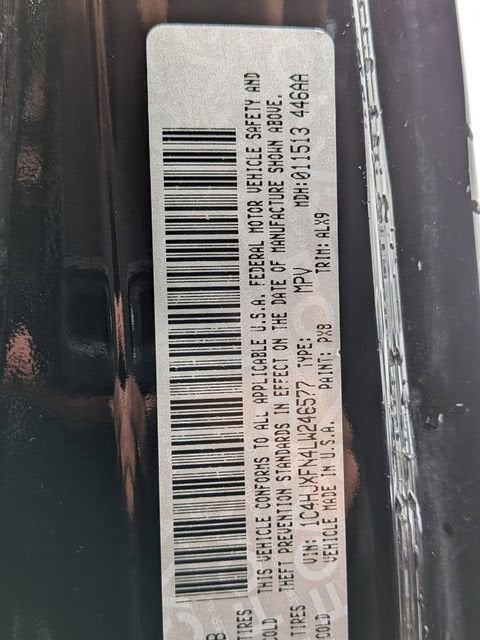 B
TIRES
COLD
TIRES
COLD
THIS VEHICLE CONFORMS TO ALL APPLICABLE U.S.A. FEDERAL MOTOR VEHICLE SAFETY AND
THEFT PREVENTION STANDARDS IN EFFECT ON THE DATE OF MANUFACTURE SHOWN ABOVE.
VIN: 1C4HJXFN4LW246577 TYPE: MPV MDH:011513 446AA
VEHICLE MADE IN U.S.A. PAINT: PX8 TRIM: ALX9